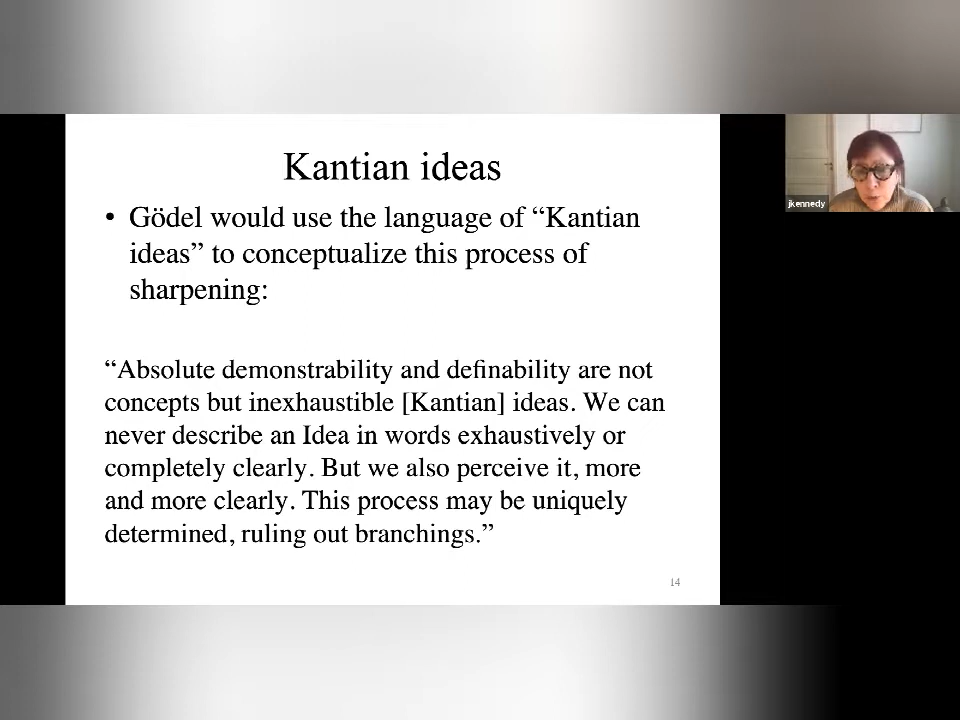 Kantian ideas
• Gödel would use the language of “Kantian
ideas” to conceptualize this process of
sharpening:
“Absolute demonstrability and definability are not
concepts but inexhaustible [Kantian] ideas. We can
never describe an Idea in words exhaustively or
completely clearly. But we also perceive it, more
and more clearly. This process may be uniquely
determined, ruling out branchings.”
14
jkennedy